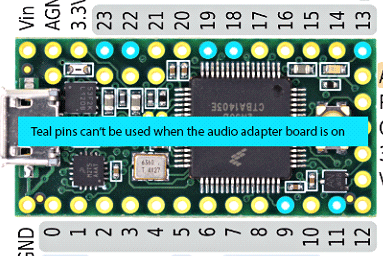 Vin AGN 3.3V 23 22 21 20 19 18 17 16 15 14 13
CTBA1405E
Teal pins can't be used when the audio adapter board is on
GND 0 1 2 3 4 5 6 7 8 9 10 11 12